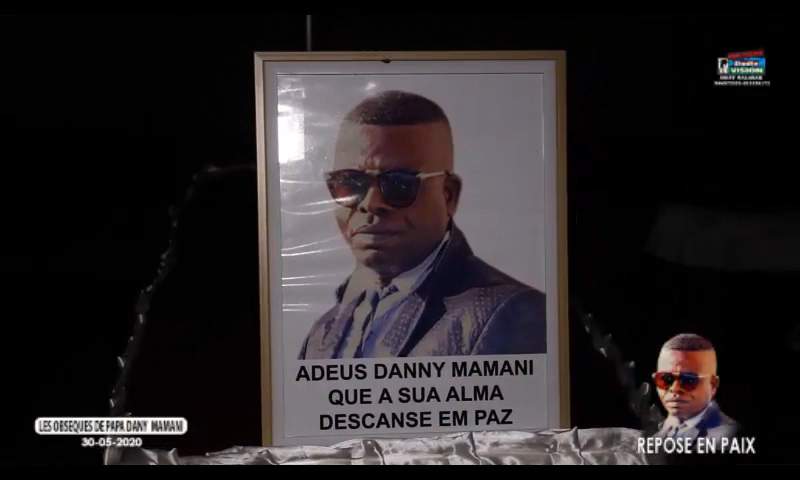 VISION
ADEUS DANNY MAMANI
QUE A SUA ALMA
DESCANSE EM PAZ
LES OBSEQUES DE PAPA DANY MAMANI
30-05-2020
REPOSE EN PAIX